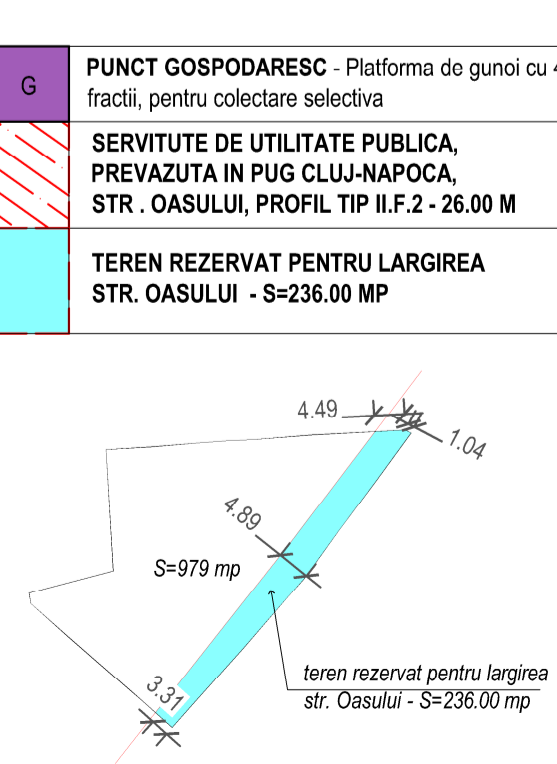 G
PUNCT GOSPODARESC - Platforma de gunoi cu 4
fractii, pentru colectare selectiva
SERVITUTE DE UTILITATE PUBLICA,
PREVAZUTA IN PUG CLUJ-NAPOCA,
STR . OASULUI, PROFIL TIP II.F.2 - 26.00 M
TEREN REZERVAT PENTRU LARGIREA
STR. OASULUI - S=236.00 MP
4.49
1.04
4.89
S=979 mp
3.31
teren rezervat pentru largirea
str. Oasului - S=236.00 mp